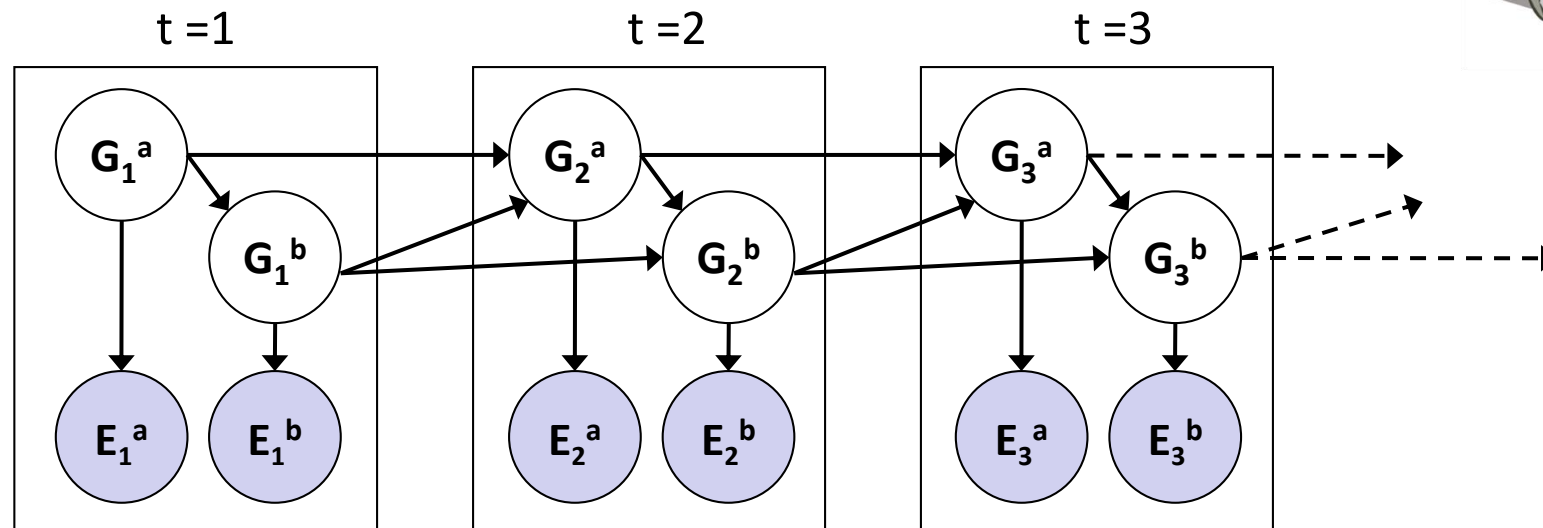 t =1 t =2 t =3
G₁ᵃ G₂ᵃ G₃ᵃ
G₁ᵇ G₂ᵇ G₃ᵇ
E₁ᵃ E₁ᵇ E₂ᵃ E₂ᵇ E₃ᵃ E₃ᵇ